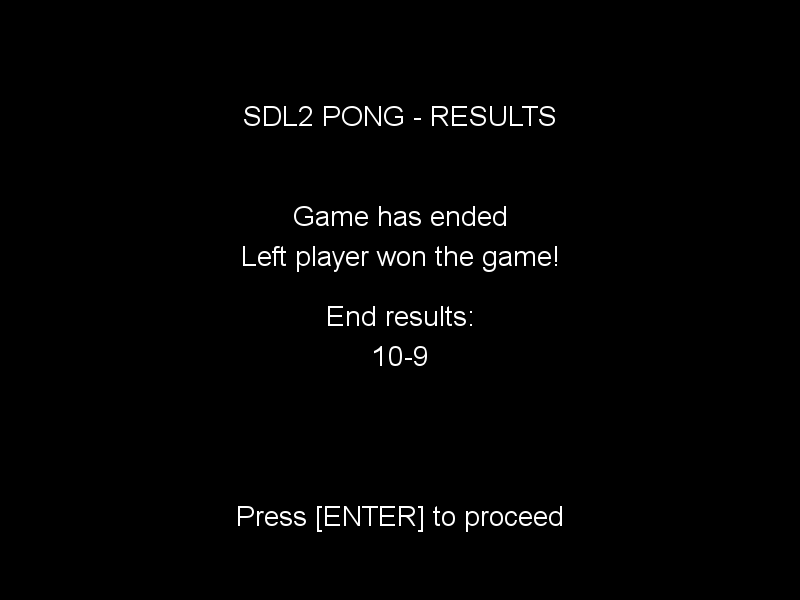 SDL2 PONG - RESULTS
Game has ended
Left player won the game!
End results:
10-9
Press [ENTER] to proceed